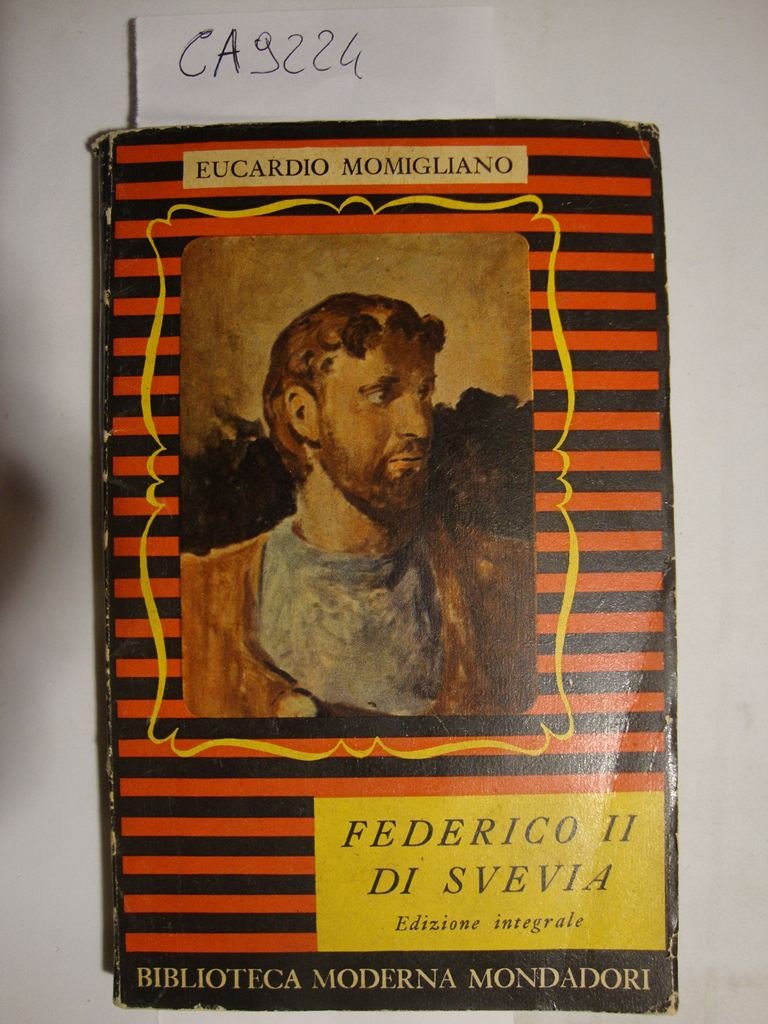 CA9224
EUCARDIO MOMIGLIANO
FEDERICO II
DI SVEVIA
Edizione integrale
BIBLIOTECA MODERNA MONDADORI